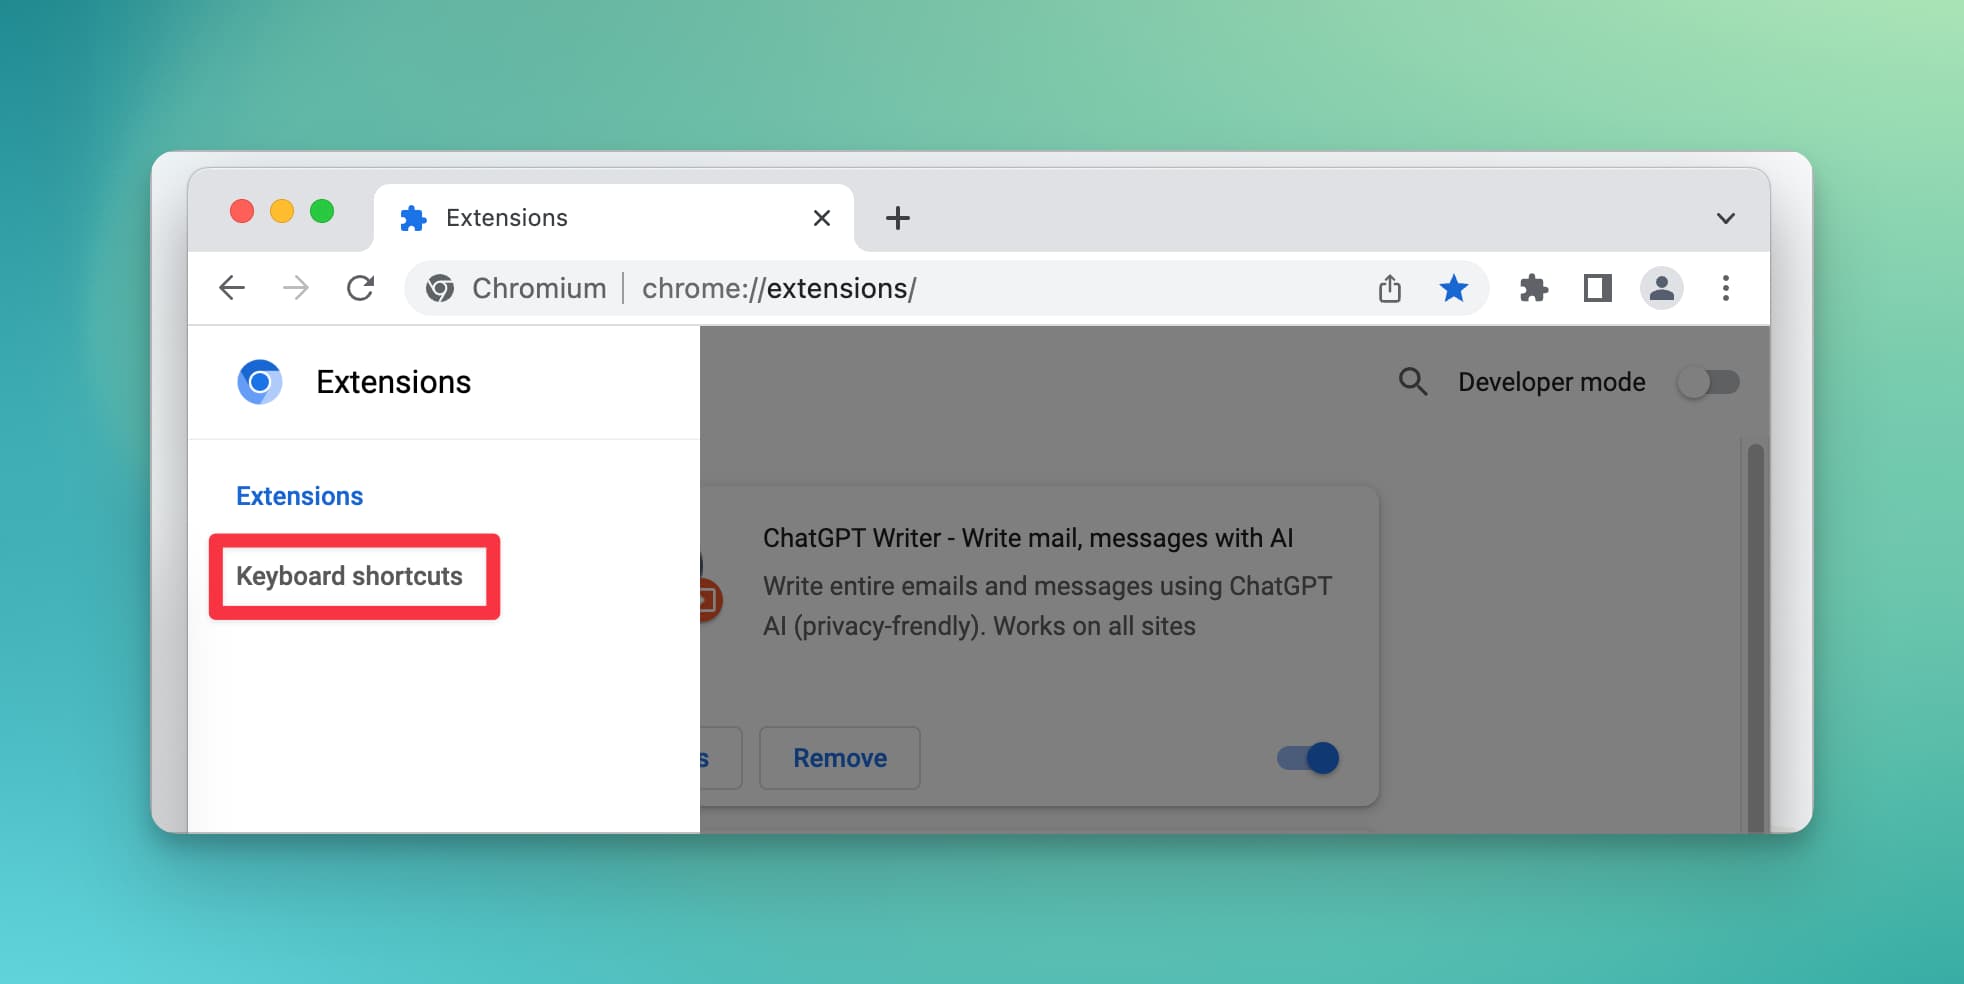 Extensions
Chromium chrome://extensions/
Extensions
Developer mode
Extensions
Keyboard shortcuts
ChatGPT Writer - Write mail, messages with AI
Write entire emails and messages using ChatGPT
AI (privacy-frendly). Works on all sites
s
Remove